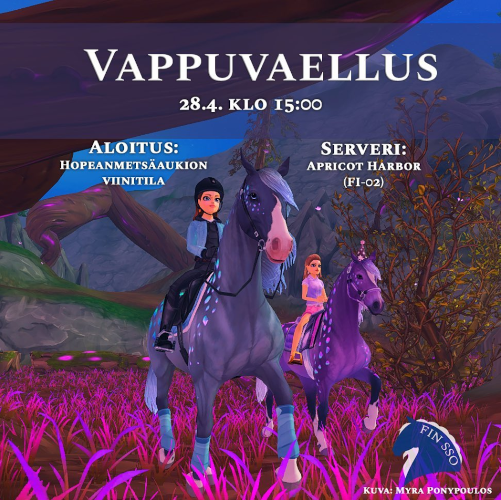 Vappuvaellus
28.4. klo 15:00
Aloitus:
Hopeanmetsäaukion
viinitila
Serveri:
Apricot Harbor
(FI-02)
FIN SSO
Kuva: Myra Ponypoulos